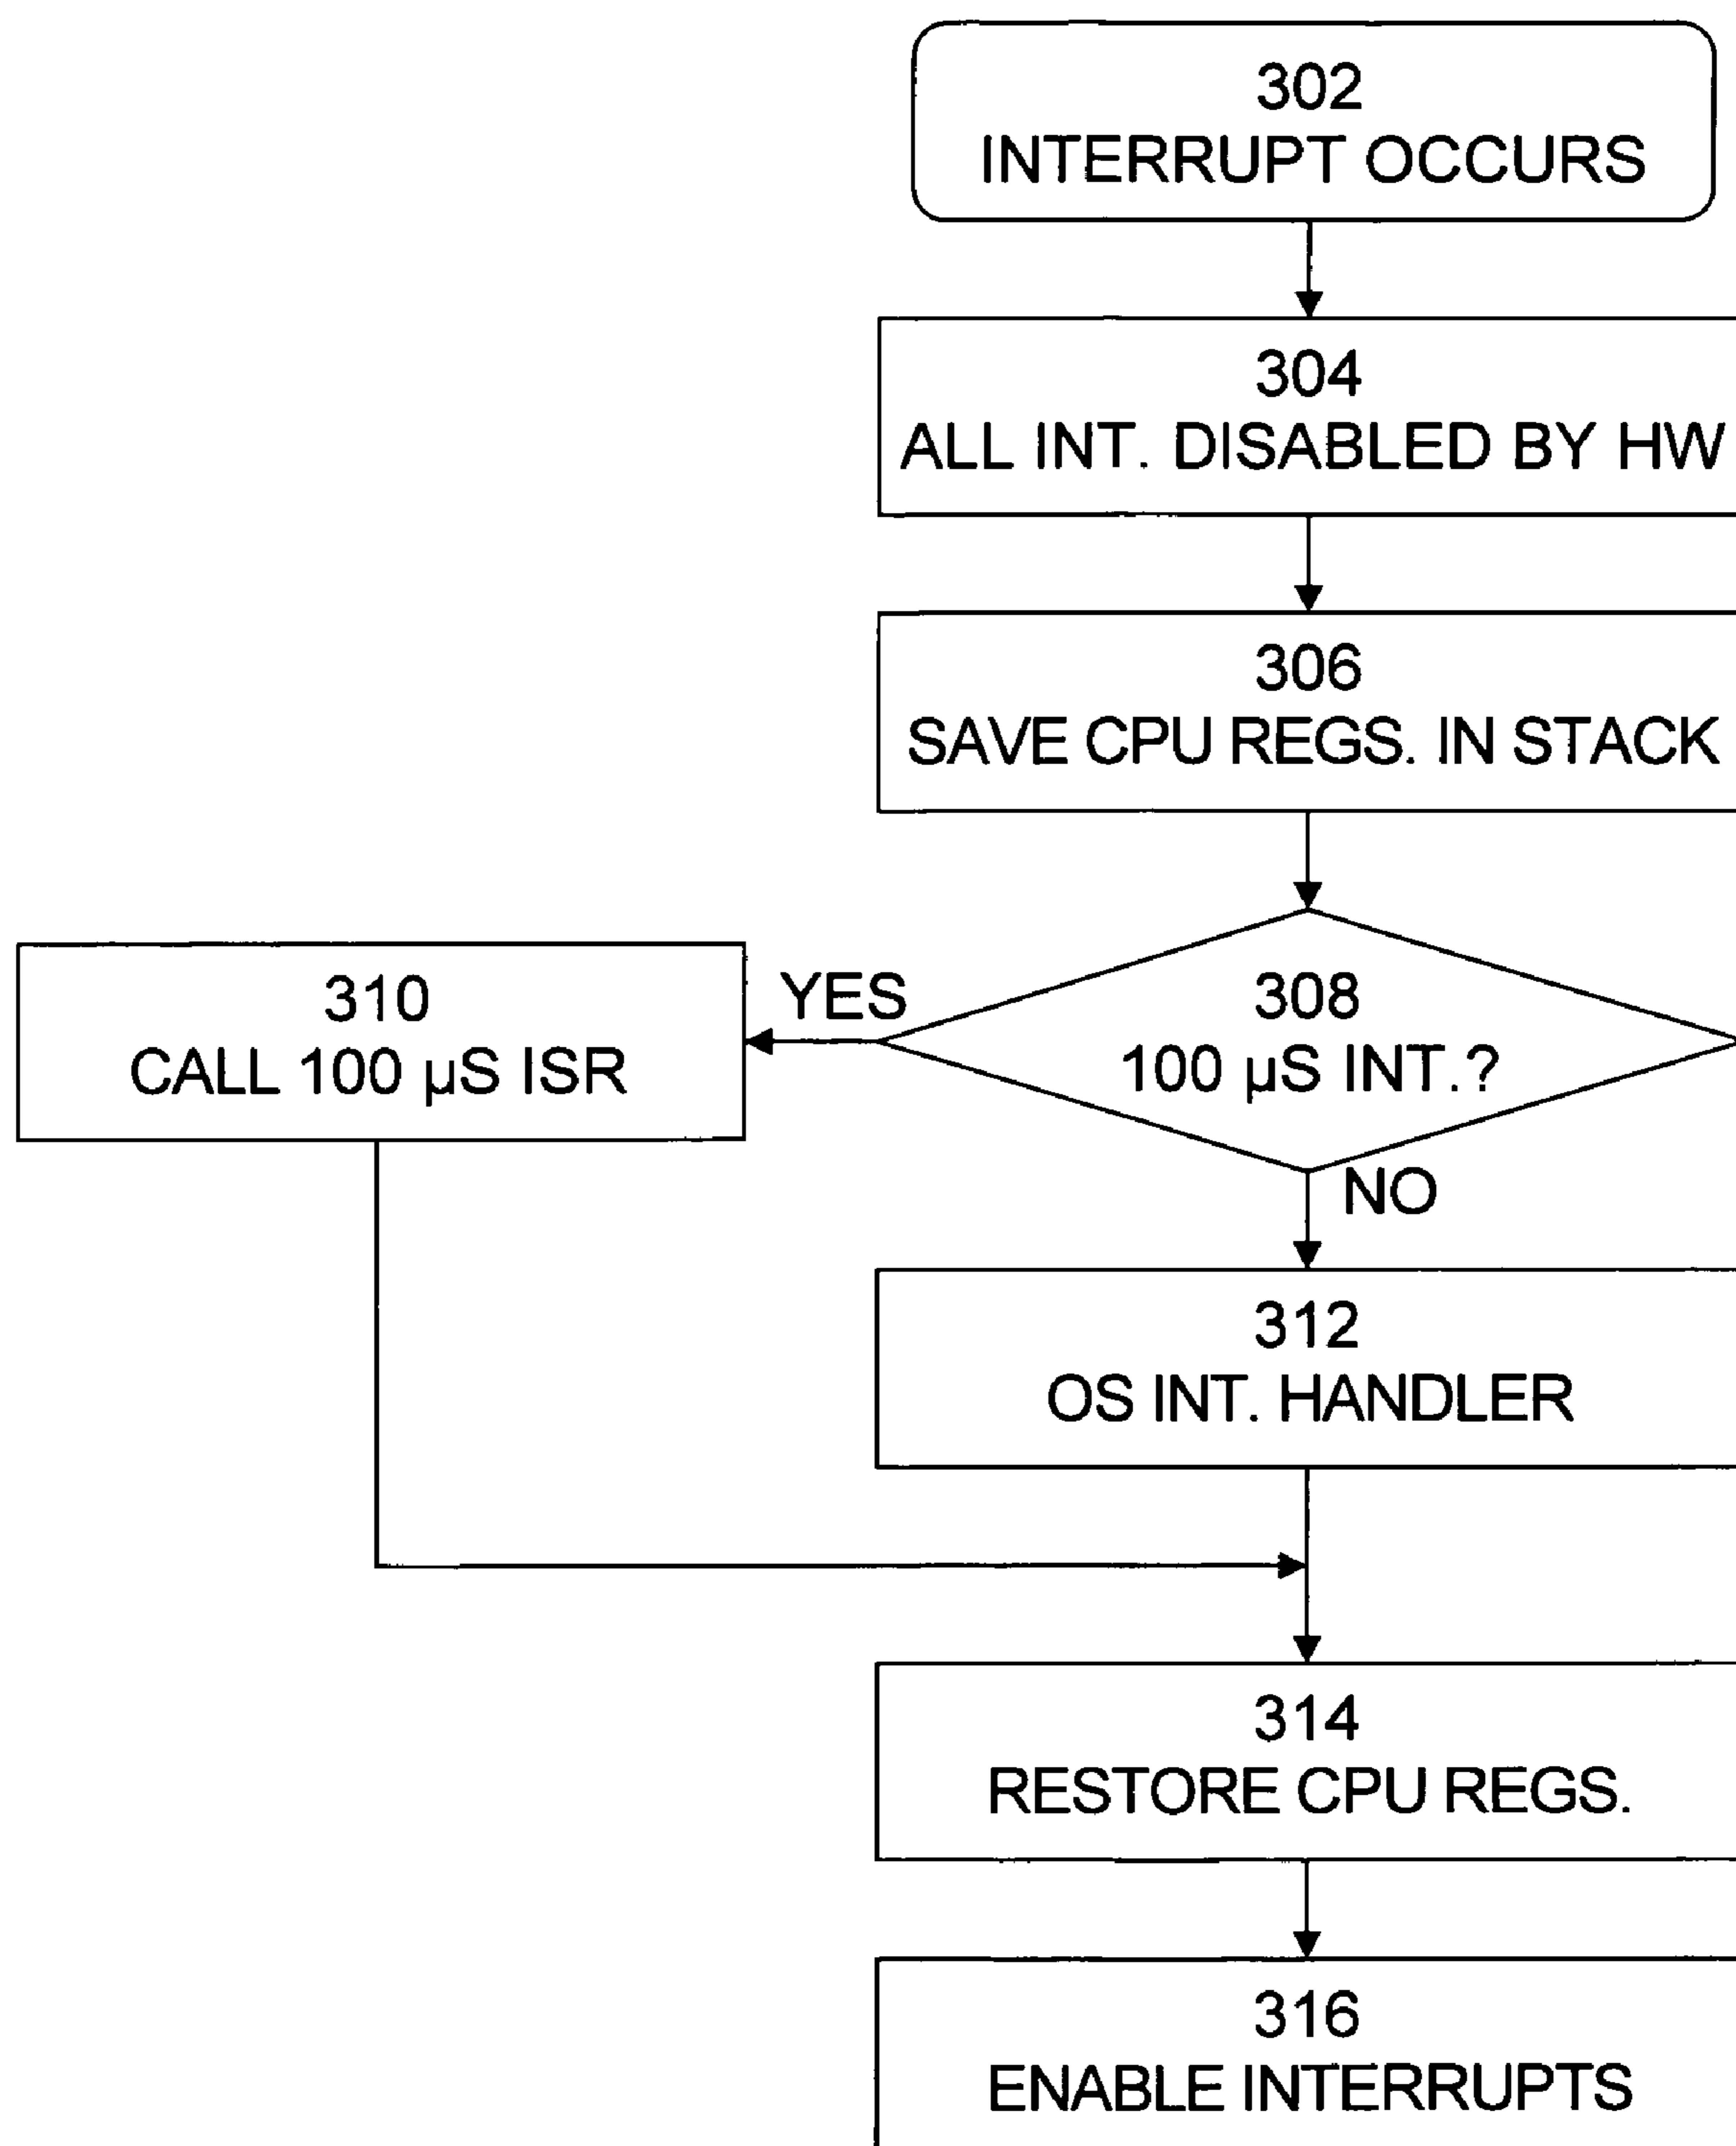 302
INTERRUPT OCCURS
304
ALL INT. DISABLED BY HW
306
SAVE CPU REGS. IN STACK
308
100 µS INT.?
YES
310
CALL 100 µS ISR
NO
312
OS INT. HANDLER
314
RESTORE CPU REGS.
316
ENABLE INTERRUPTS